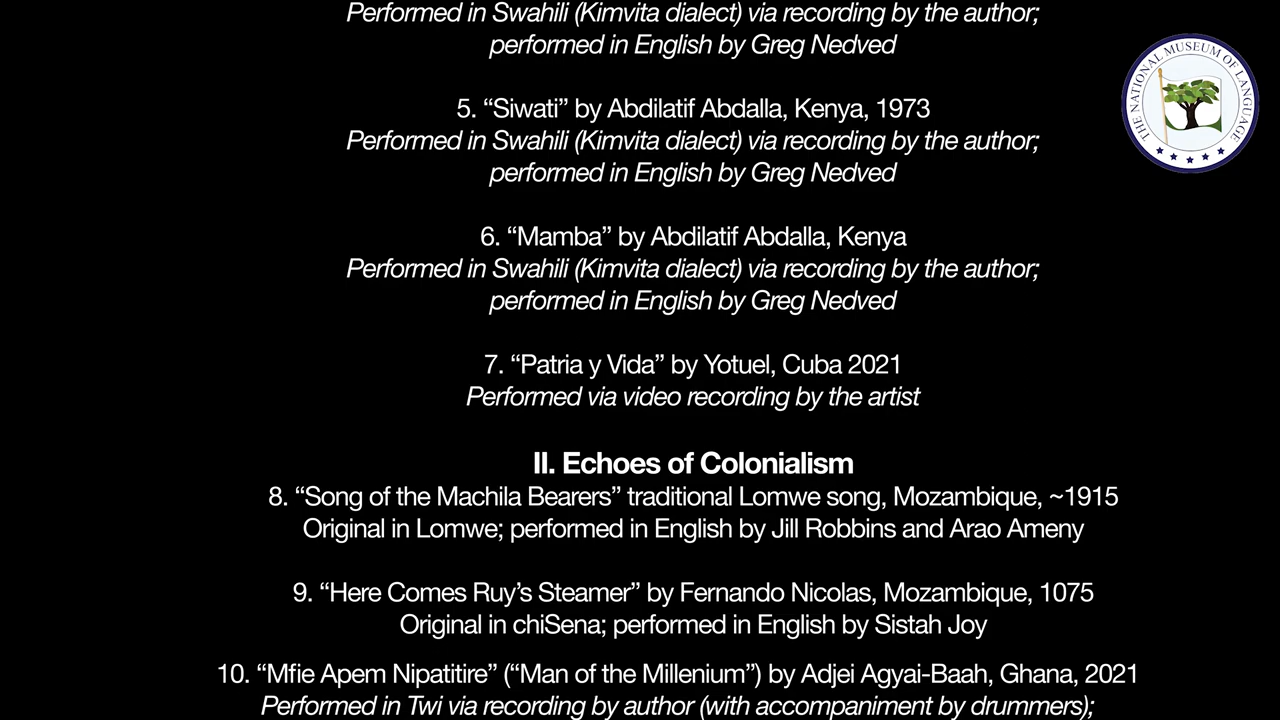 Performed in Swahili (Kimvita dialect) via recording by the author;
performed in English by Greg Nedved
5. “Siwati” by Abdilatif Abdalla, Kenya, 1973
Performed in Swahili (Kimvita dialect) via recording by the author;
performed in English by Greg Nedved
6. “Mamba” by Abdilatif Abdalla, Kenya
Performed in Swahili (Kimvita dialect) via recording by the author;
performed in English by Greg Nedved
7. “Patria y Vida” by Yotuel, Cuba 2021
Performed via video recording by the artist
II. Echoes of Colonialism
8. “Song of the Machila Bearers” traditional Lomwe song, Mozambique, ~1915
Original in Lomwe; performed in English by Jill Robbins and Arao Ameny
9. “Here Comes Ruy’s Steamer” by Fernando Nicolas, Mozambique, 1075
Original in chiSena; performed in English by Sistah Joy
10. “Mfie Apem Nipatitire” (“Man of the Millenium”) by Adjei Agyai-Baah, Ghana, 2021
Performed in Twi via recording by author (with accompaniment by drummers);
THE NATIONAL MUSEUM OF LANGUAGE